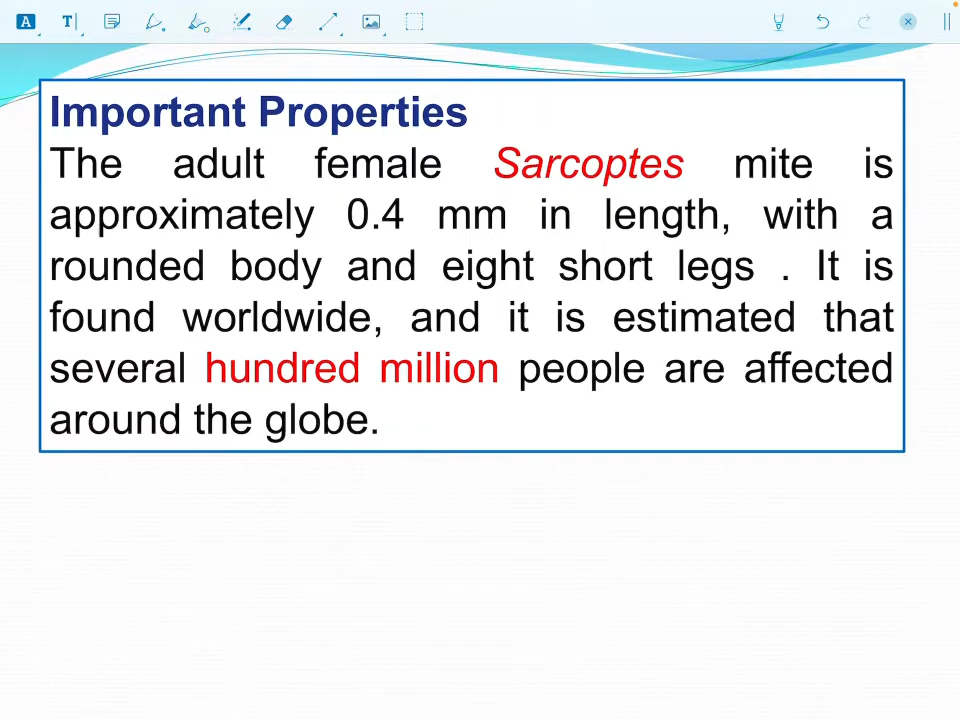 A
T
Important Properties
The adult female Sarcoptes mite is
approximately 0.4 mm in length, with a
rounded body and eight short legs . It is
found worldwide, and it is estimated that
several hundred million people are affected
around the globe.